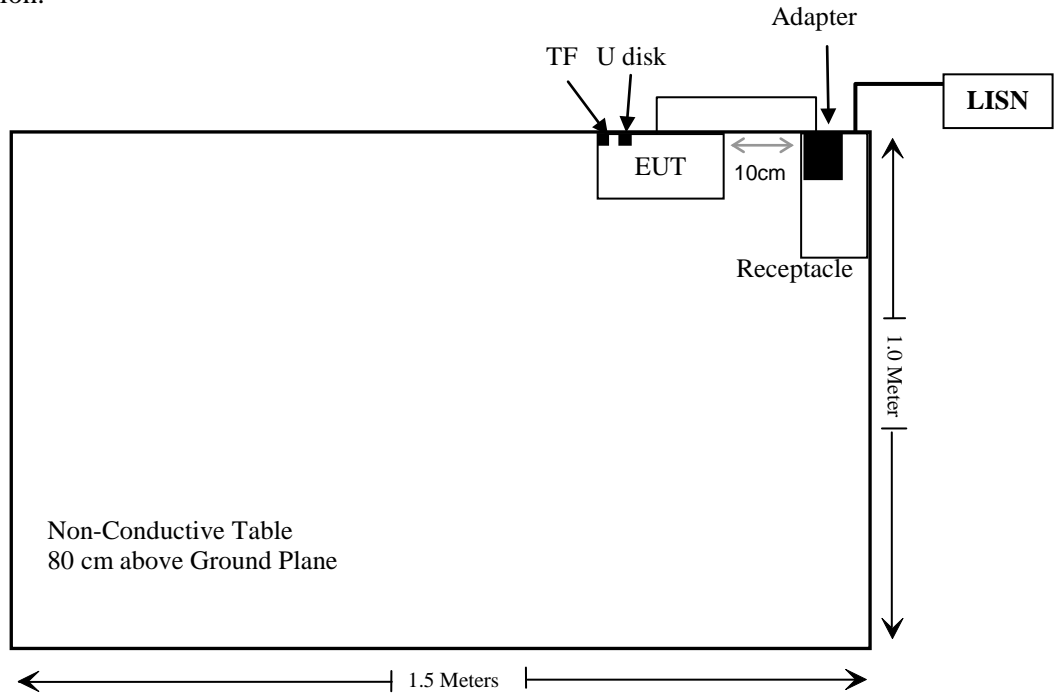 Adapter
TF U disk
LISN
EUT
10cm
Receptacle
1.0 Meter
Non-Conductive Table
80 cm above Ground Plane
1.5 Meters